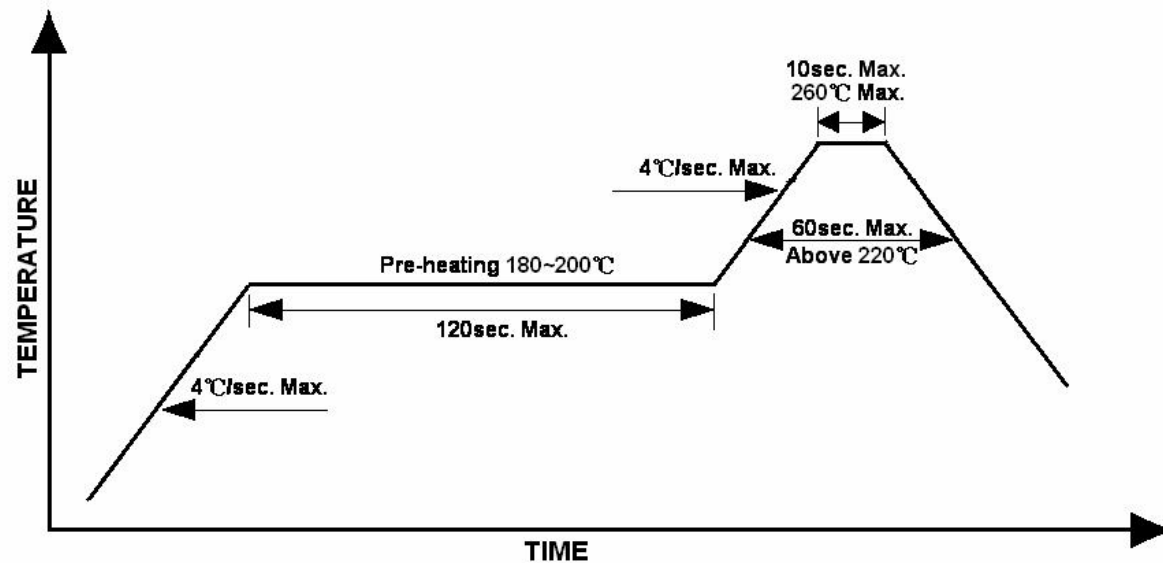 10sec. Max.
260℃ Max.
4℃/sec. Max.
60sec. Max.
Above 220℃
Pre-heating 180~200℃
120sec. Max.
4℃/sec. Max.
TEMPERATURE
TIME